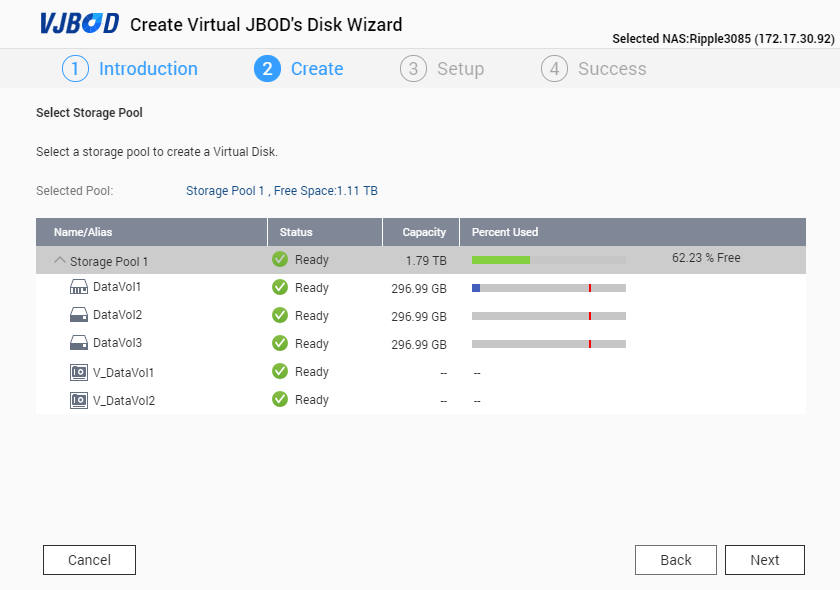 VJBOD Create Virtual JBOD's Disk Wizard
Selected NAS:Ripple3085 (172.17.30.92)
1 Introduction 2 Create 3 Setup 4 Success
Select Storage Pool
Select a storage pool to create a Virtual Disk.
Selected Pool: Storage Pool 1 , Free Space:1.11 TB
Name/Alias Status Capacity Percent Used
Storage Pool 1 Ready 1.79 TB 62.23 % Free
DataVol1 Ready 296.99 GB
DataVol2 Ready 296.99 GB
DataVol3 Ready 296.99 GB
V_DataVol1 Ready -- --
V_DataVol2 Ready -- --
Cancel Back Next